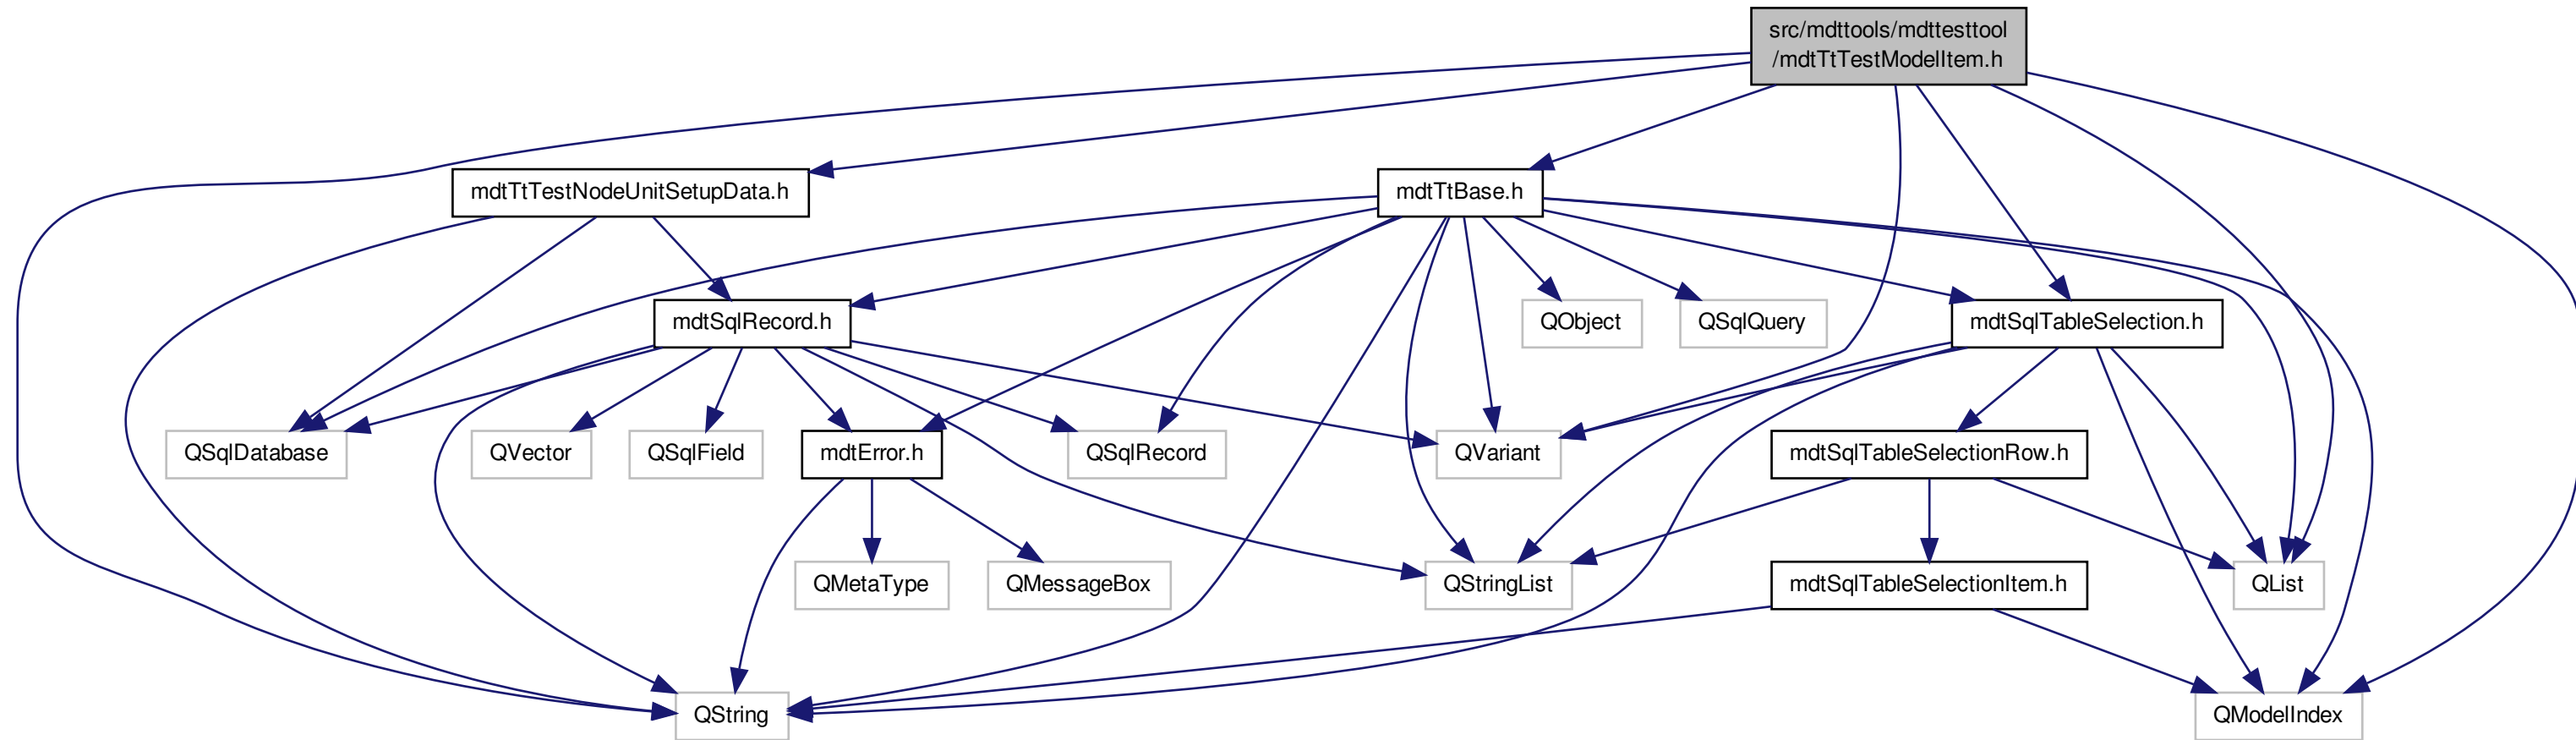 src/mdttools/mdttesttool
/mdtTtTestModelItem.h
mdtTtTestNodeUnitSetupData.h
mdtTtBase.h
mdtSqlRecord.h
QObject
QSqlQuery
mdtSqlTableSelection.h
QSqlDatabase
QVector
QSqlField
mdtError.h
QSqlRecord
QVariant
mdtSqlTableSelectionRow.h
QMetaType
QMessageBox
QStringList
mdtSqlTableSelectionItem.h
QList
QString
QModelIndex